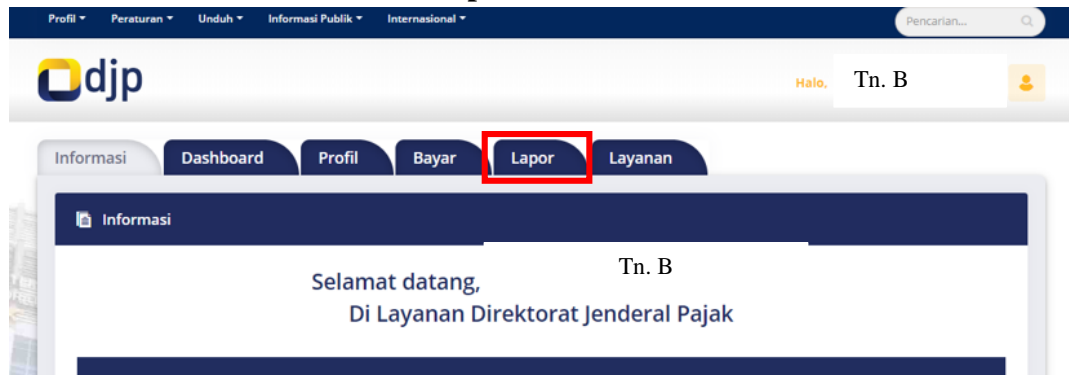 Profil Peraturan Unduh Informasi Publik Internasional Pencarian...
djp
Halo, Tn. B
Informasi Dashboard Profil Bayar Lapor Layanan
Informasi
Selamat datang, Tn. B
Di Layanan Direktorat Jenderal Pajak